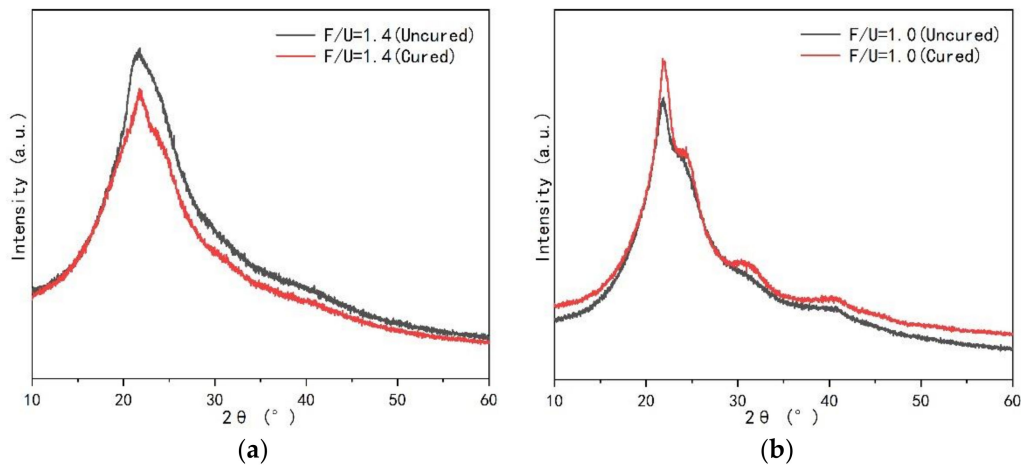 F/U=1.4(Uncured)
F/U=1.4(Cured)
Intensity (a.u.)
10 20 30 40 50 60
2θ (°)
(a)
F/U=1.0(Uncured)
F/U=1.0(Cured)
Intensity (a.u.)
10 20 30 40 50 60
2θ (°)
(b)